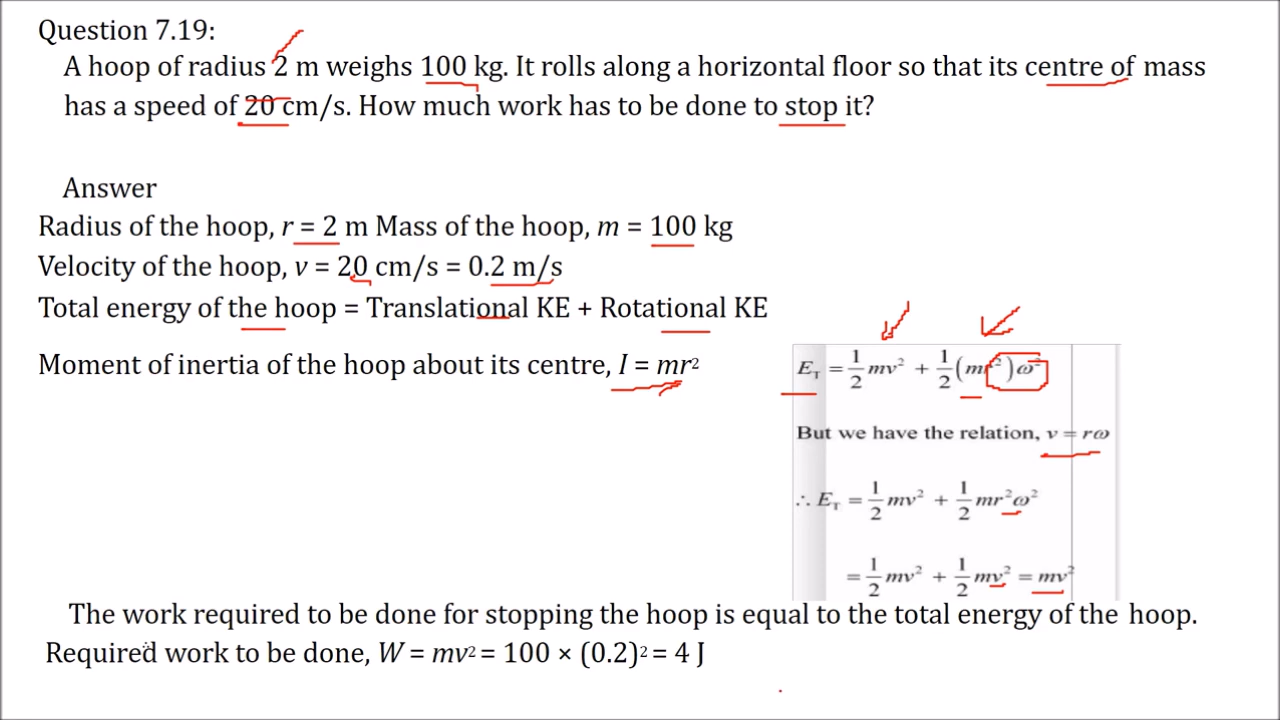 Question 7.19:
A hoop of radius 2 m weighs 100 kg. It rolls along a horizontal floor so that its centre of mass
has a speed of 20 cm/s. How much work has to be done to stop it?
Answer
Radius of the hoop, r = 2 m Mass of the hoop, m = 100 kg
Velocity of the hoop, v = 20 cm/s = 0.2 m/s
Total energy of the hoop = Translational KE + Rotational KE
Moment of inertia of the hoop about its centre, I = mr²
E_T = 1/2 mv² + 1/2 (mr²)ω²
But we have the relation, v = rω
∴ E_T = 1/2 mv² + 1/2 mr²ω²
= 1/2 mv² + 1/2 mv² = mv²
The work required to be done for stopping the hoop is equal to the total energy of the hoop.
Required work to be done, W = mv² = 100 × (0.2)² = 4 J